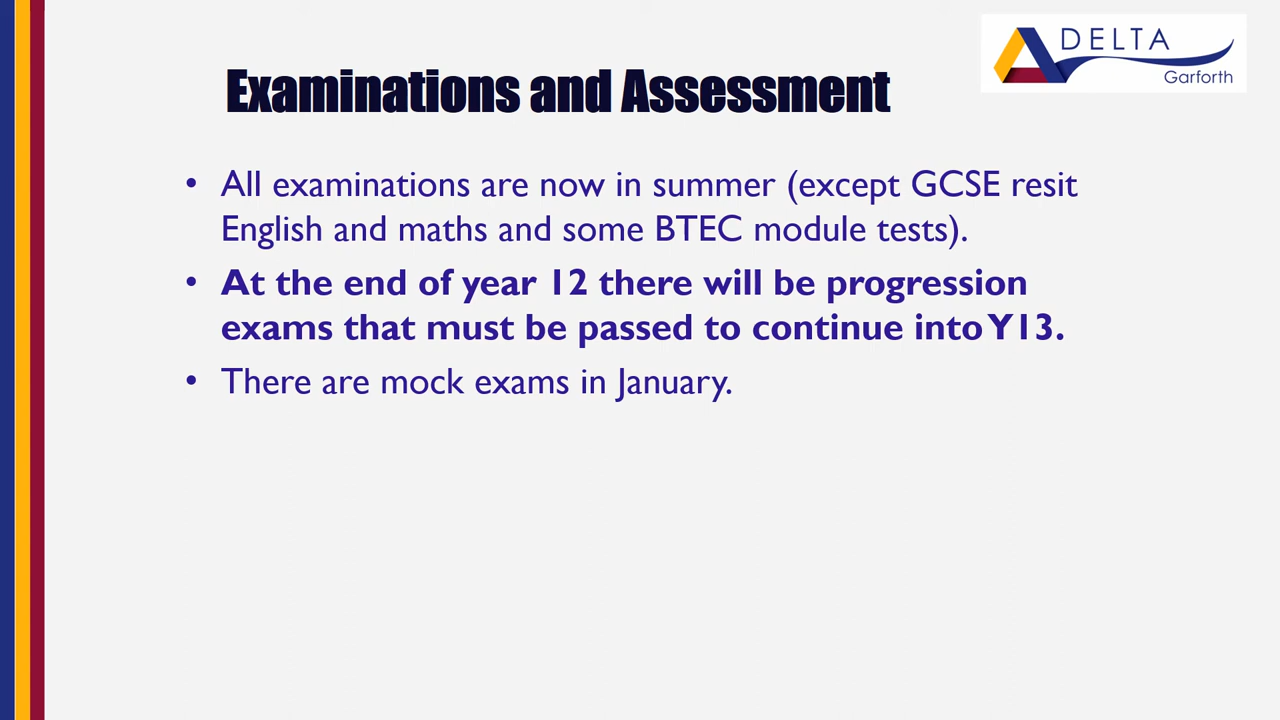 DELTA
Garforth
Examinations and Assessment
• All examinations are now in summer (except GCSE resit
English and maths and some BTEC module tests).
• At the end of year 12 there will be progression
exams that must be passed to continue into Y13.
• There are mock exams in January.